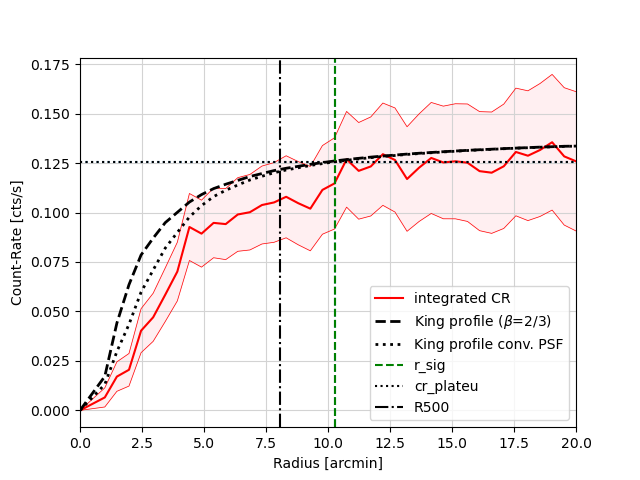 0.175
0.150
0.125
0.100
0.075
0.050
0.025
0.000
Count-Rate [cts/s]
integrated CR
King profile (β=2/3)
King profile conv. PSF
r_sig
cr_plateu
R500
0.0 2.5 5.0 7.5 10.0 12.5 15.0 17.5 20.0
Radius [arcmin]